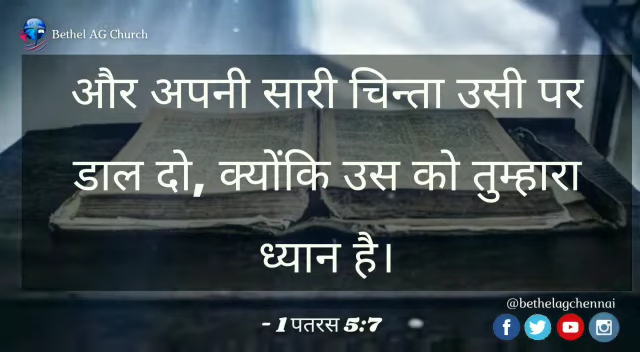 Bethel AG Church
और अपनी सारी चिन्ता उसी पर
डाल दो, क्योंकि उस को तुम्हारा
ध्यान है।
@bethelagchennai
- 1 पतरस 5:7